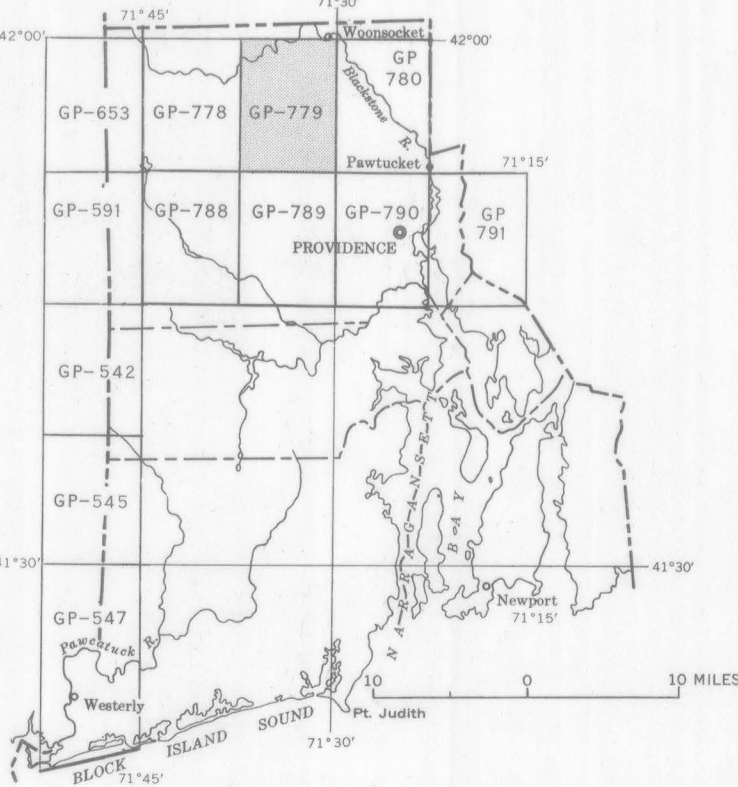 71°45′
71°30′
42°00′
Woonsocket
42°00′
GP 780
GP-653
GP-778
GP-779
Blackstone R.
Pawtucket
71°15′
GP-591
GP-788
GP-789
GP-790
GP 791
PROVIDENCE
GP-542
NARRAGANSETT BAY
GP-545
41°30′
41°30′
GP-547
Newport
71°15′
Pawcatuck R.
Westerly
10 0 10 MILES
Pt. Judith
BLOCK ISLAND SOUND
71°30′
71°45′